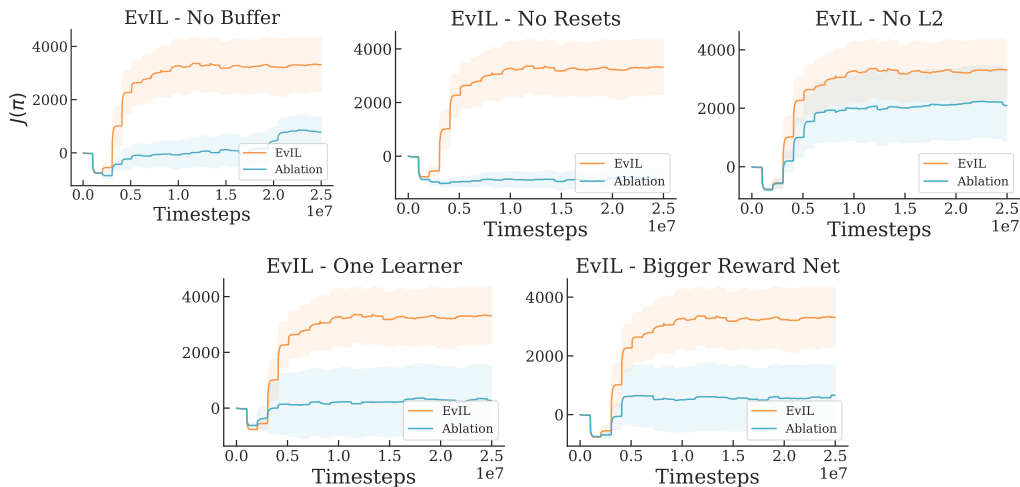 EvIL - No Buffer
J(π)
4000
2000
0
EvIL
Ablation
0.0 0.5 1.0 1.5 2.0 2.5
Timesteps
1e7
EvIL - No Resets
4000
2000
0
EvIL
Ablation
0.0 0.5 1.0 1.5 2.0 2.5
Timesteps
1e7
EvIL - No L2
4000
2000
0
EvIL
Ablation
0.0 0.5 1.0 1.5 2.0 2.5
Timesteps
1e7
EvIL - One Learner
4000
2000
0
EvIL
Ablation
0.0 0.5 1.0 1.5 2.0 2.5
Timesteps
1e7
EvIL - Bigger Reward Net
4000
2000
0
EvIL
Ablation
0.0 0.5 1.0 1.5 2.0 2.5
Timesteps
1e7